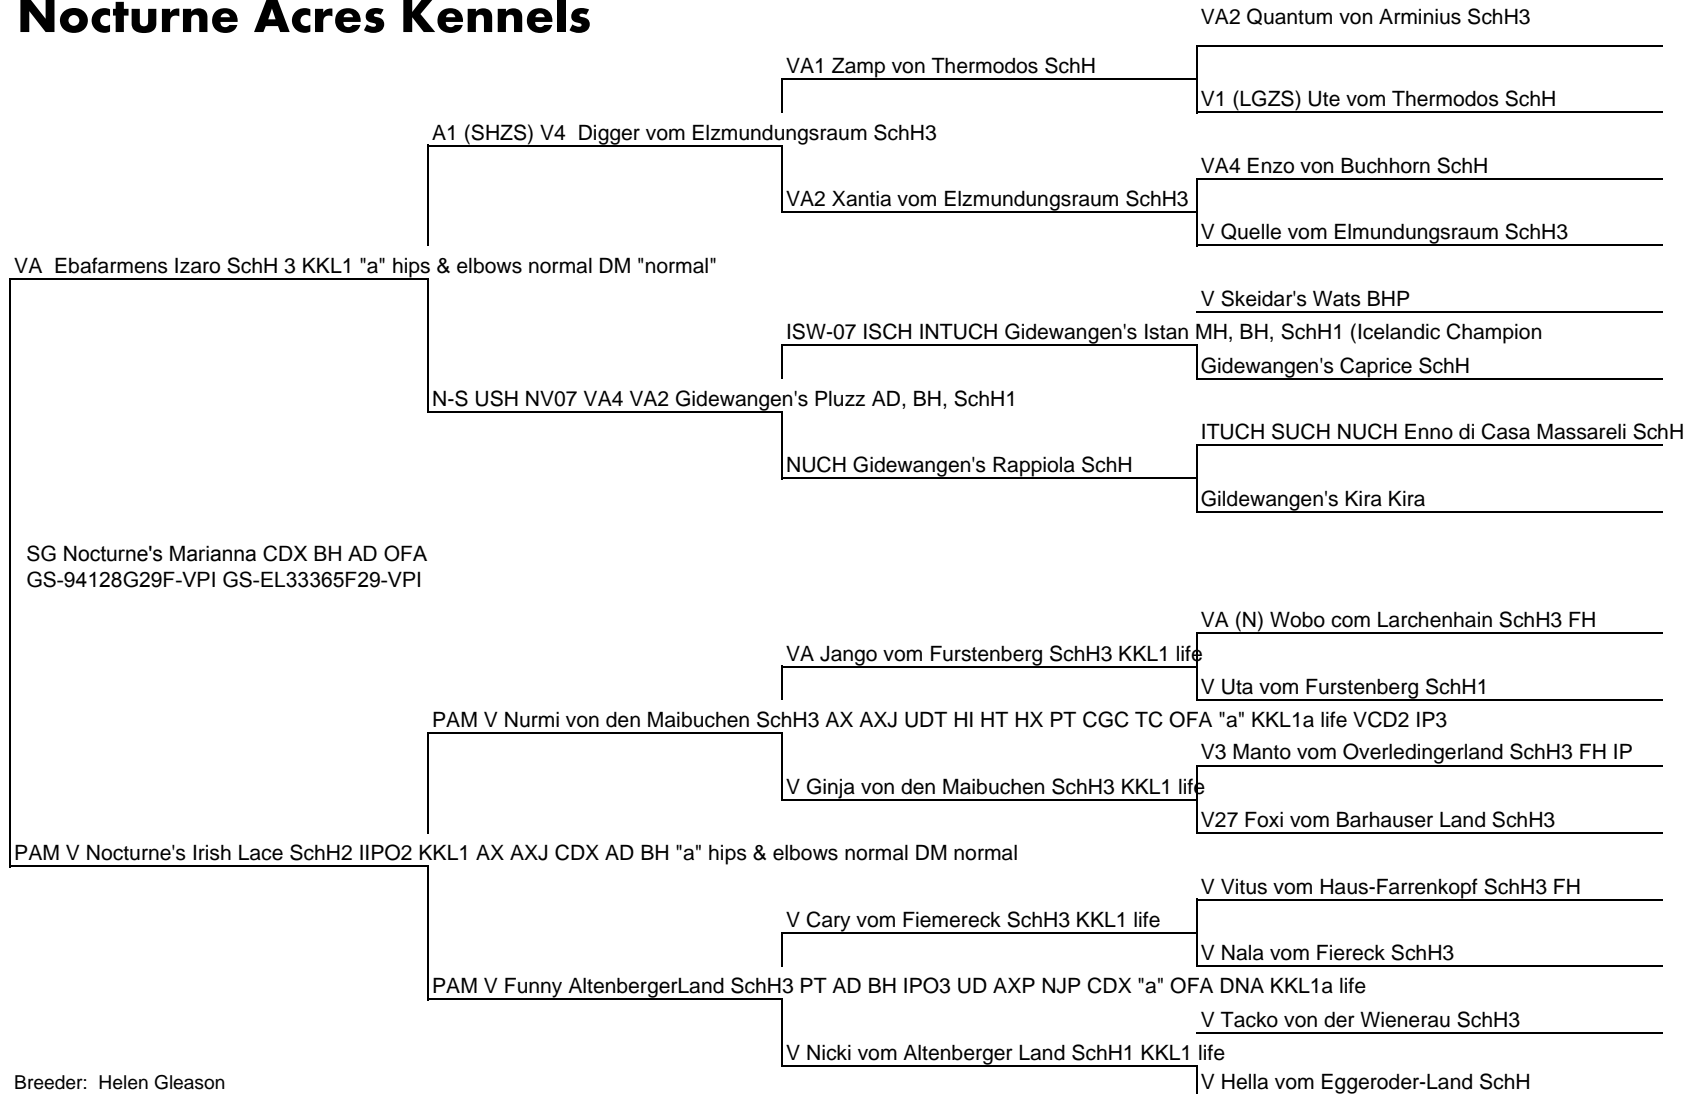 Nocturne Acres Kennels
VA2 Quantum von Arminius SchH3
VA1 Zamp von Thermodos SchH
V1 (LGZS) Ute vom Thermodos SchH
A1 (SHZS) V4  Digger vom Elzmundungsraum SchH3
VA4 Enzo von Buchhorn SchH
VA2 Xantia vom Elzmundungsraum SchH3
V Quelle vom Elmundungsraum SchH3
VA  Ebafarmens Izaro SchH 3 KKL1 "a" hips & elbows normal DM "normal"
V Skeidar's Wats BHP
ISW-07 ISCH INTUCH Gidewangen's Istan MH, BH, SchH1 (Icelandic Champion
Gidewangen's Caprice SchH
N-S USH NV07 VA4 VA2 Gidewangen's Pluzz AD, BH, SchH1
ITUCH SUCH NUCH Enno di Casa Massareli SchH
NUCH Gidewangen's Rappiola SchH
Gildewangen's Kira Kira
SG Nocturne's Marianna CDX BH AD OFA
GS-94128G29F-VPI GS-EL33365F29-VPI
VA (N) Wobo com Larchenhain SchH3 FH
VA Jango vom Furstenberg SchH3 KKL1 life
V Uta vom Furstenberg SchH1
PAM V Nurmi von den Maibuchen SchH3 AX AXJ UDT HI HT HX PT CGC TC OFA "a" KKL1a life VCD2 IP3
V3 Manto vom Overledingerland SchH3 FH IP
V Ginja von den Maibuchen SchH3 KKL1 life
V27 Foxi vom Barhauser Land SchH3
PAM V Nocturne's Irish Lace SchH2 IIPO2 KKL1 AX AXJ CDX AD BH "a" hips & elbows normal DM normal
V Vitus vom Haus-Farrenkopf SchH3 FH
V Cary vom Fiemereck SchH3 KKL1 life
V Nala vom Fiereck SchH3
PAM V Funny AltenbergerLand SchH3 PT AD BH IPO3 UD AXP NJP CDX "a" OFA DNA KKL1a life
V Tacko von der Wienerau SchH3
V Nicki vom Altenberger Land SchH1 KKL1 life
V Hella vom Eggeroder-Land SchH
Breeder:  Helen Gleason